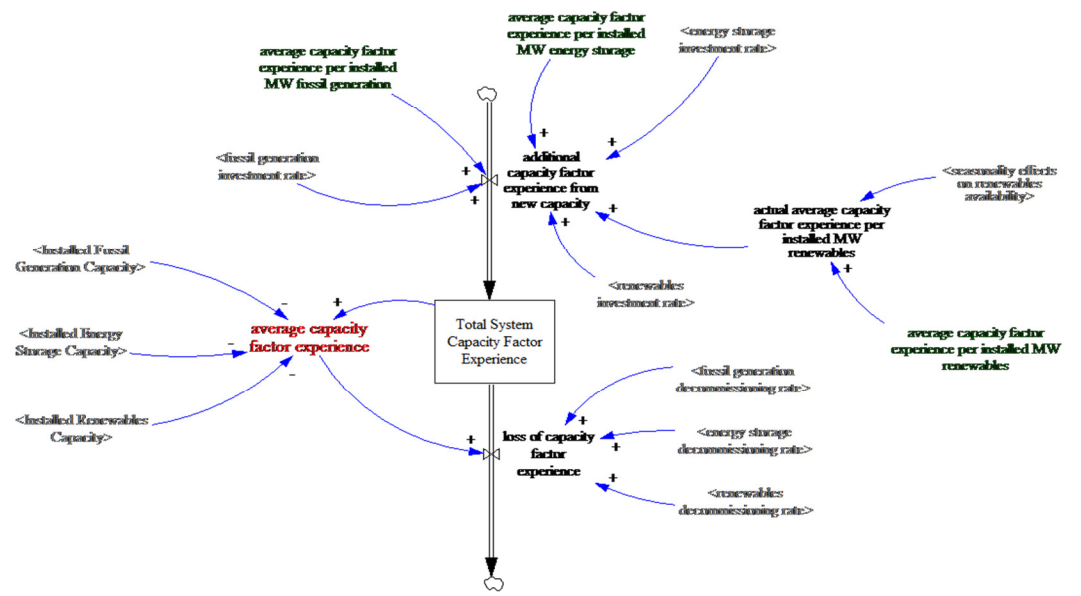 average capacity factor
experience per installed
MW fossil generation
average capacity factor
experience per installed
MW energy storage
<energy storage
investment rate>
<fossil generation
investment rate>
+
+
+
+
+
+
additional
capacity factor
experience from
new capacity
<seasonality effects
on renewables
availability>
actual average capacity
factor experience per
installed MW
renewables
+
<renewables
investment rate>
average capacity factor
experience per installed MW
renewables
<Installed Fossil
Generation Capacity>
<Installed Energy
Storage Capacity>
<Installed Renewables
Capacity>
-
-
-
+
average capacity
factor experience
Total System
Capacity Factor
Experience
+
loss of capacity
factor
experience
+
+
+
<fossil generation
decommissinning rate>
<energy storage
decommissinning rate>
<renewables
decommissinning rate>